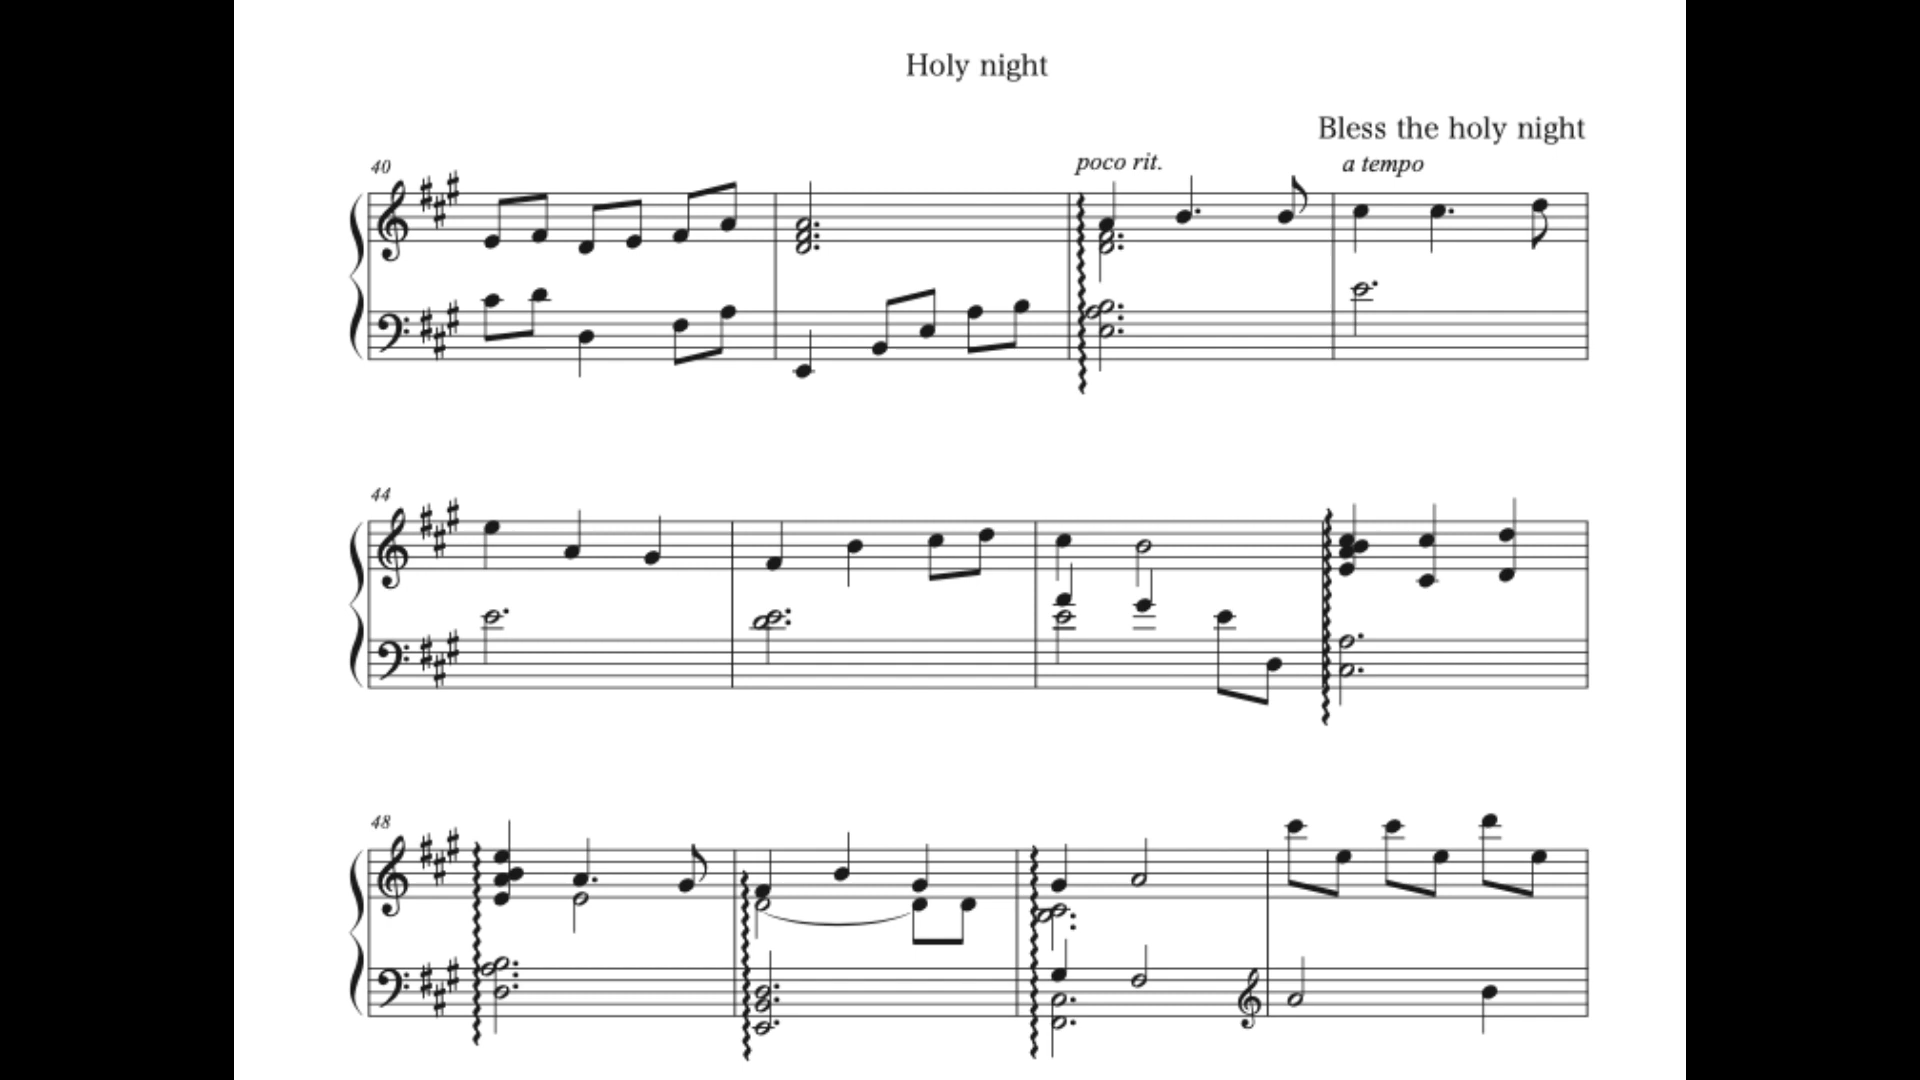 Holy night
Bless the holy night
40
poco rit.
a tempo
44
48